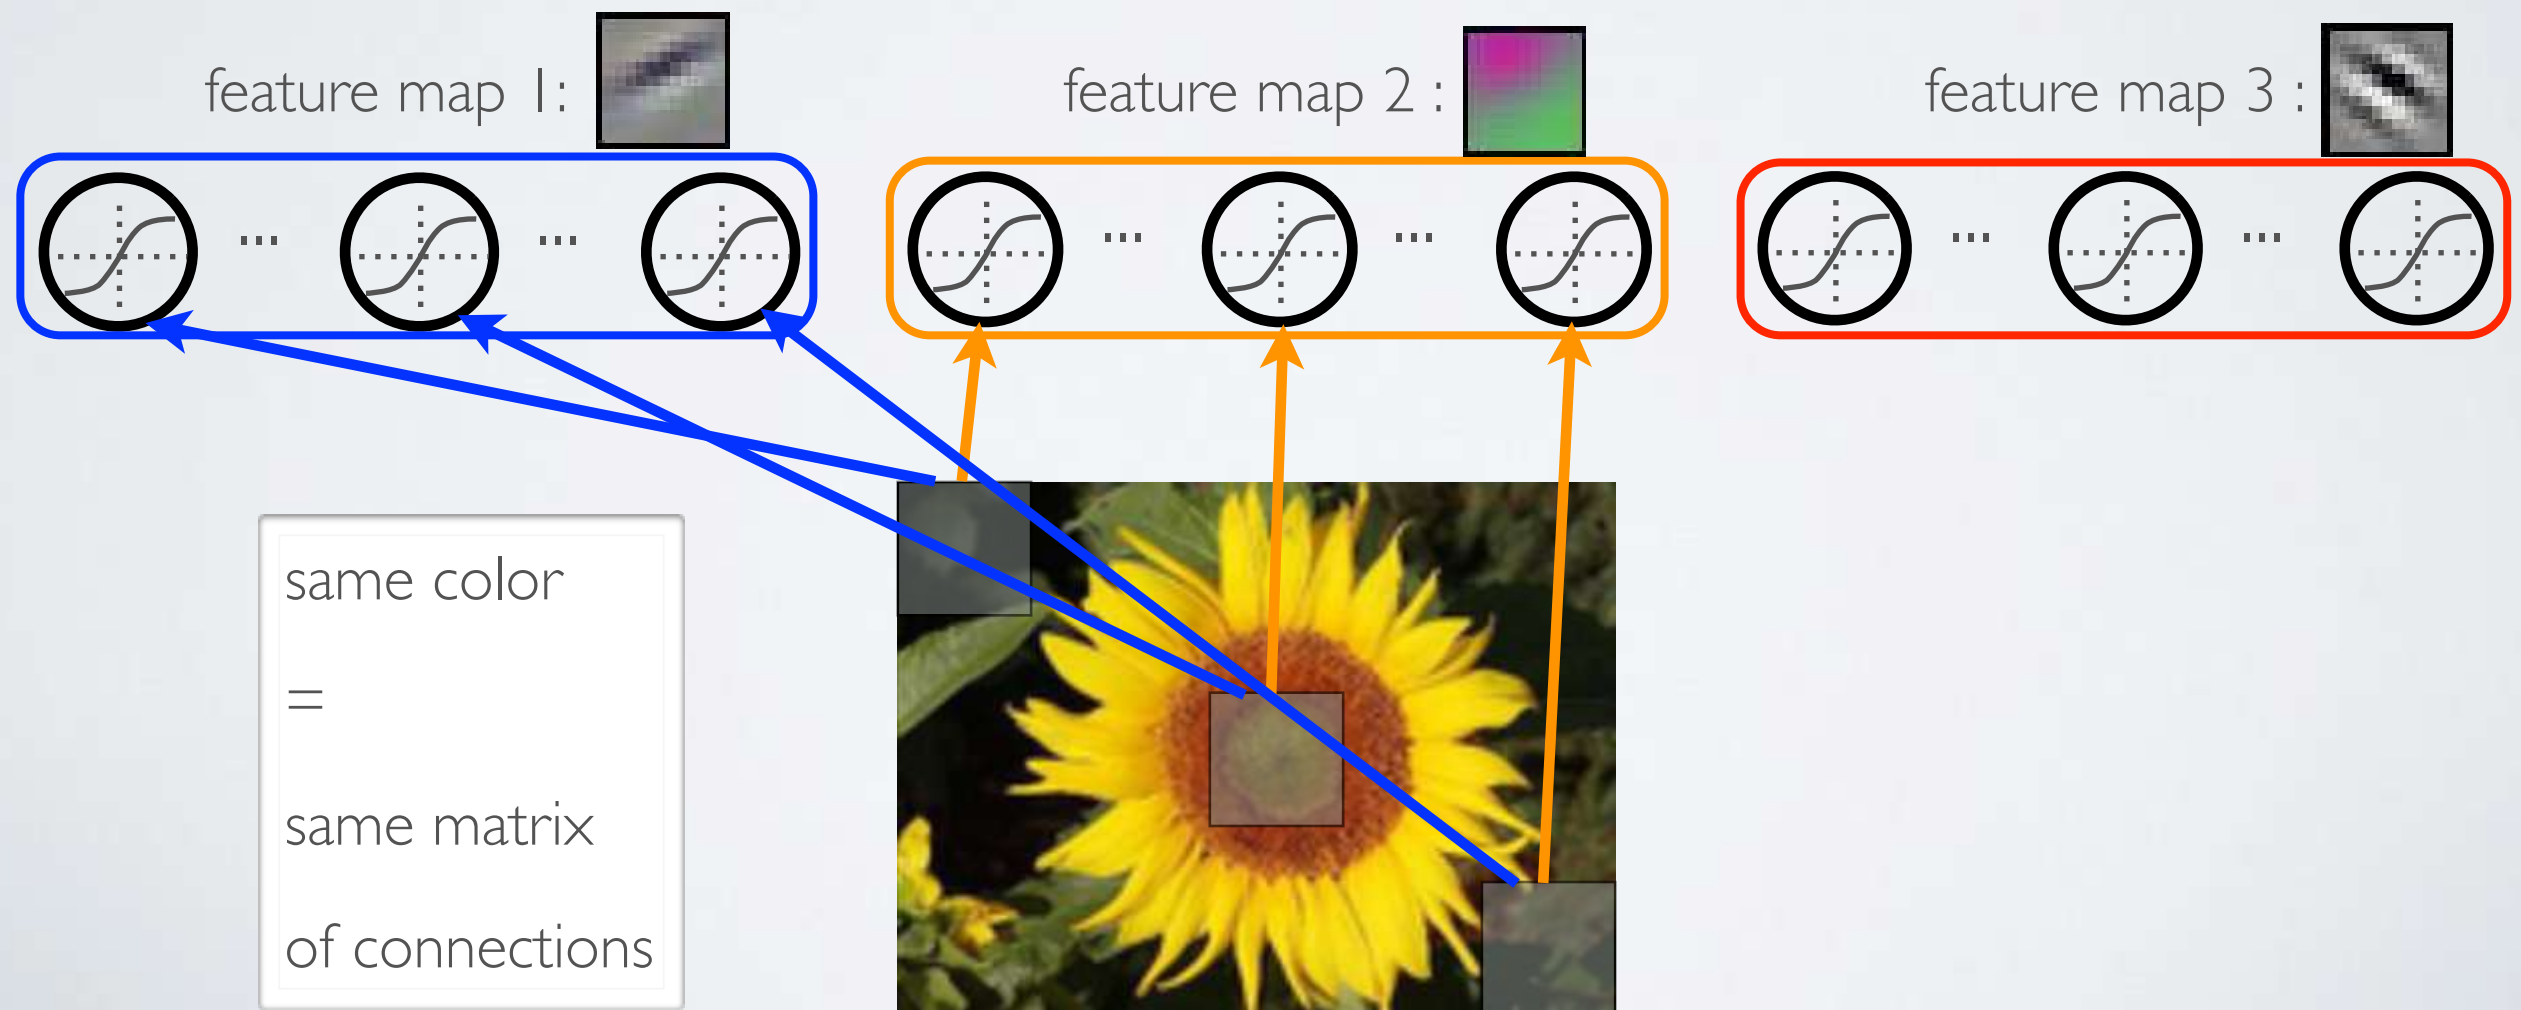 feature map 1:
feature map 2 :
feature map 3 :
... ...
... ...
... ...
same color
=
same matrix
of connections